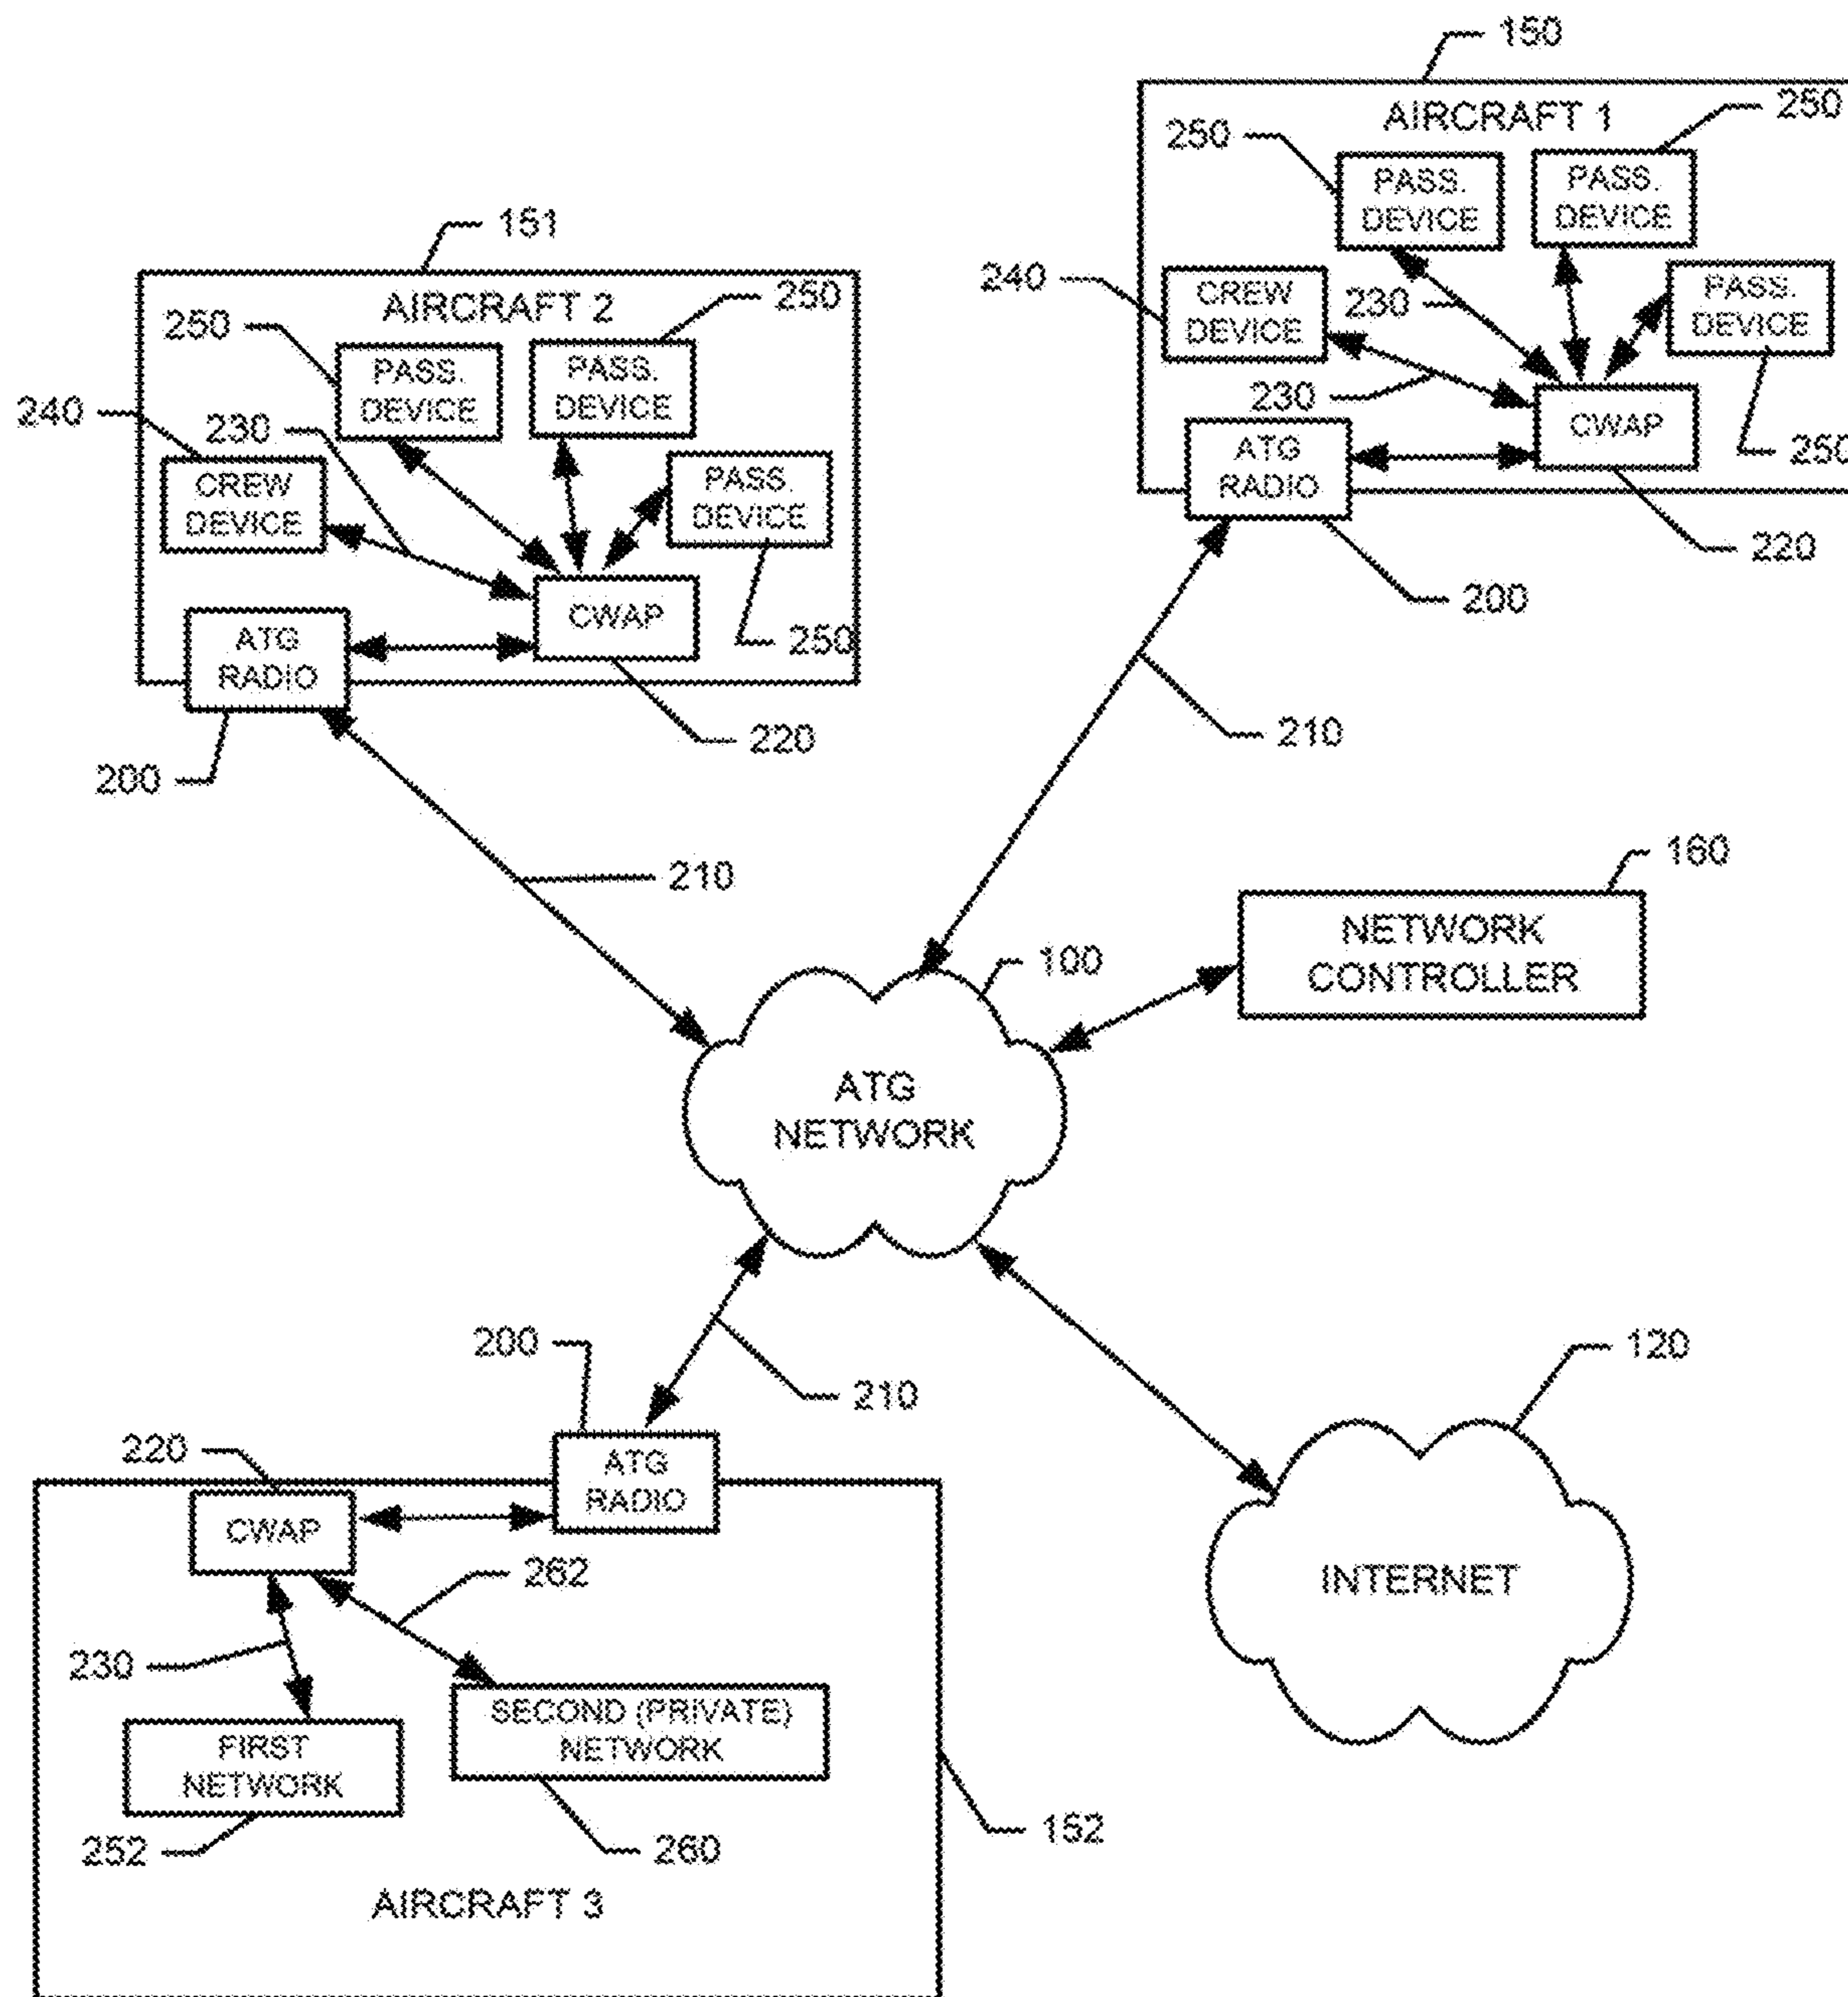 150
AIRCRAFT 1
250
250
PASS.
DEVICE
PASS.
DEVICE
240
CREW
DEVICE
230
PASS.
DEVICE
230
CWAP
250
ATG
RADIO
220
200
210
151
AIRCRAFT 2
250
250
PASS.
DEVICE
PASS.
DEVICE
240
230
CREW
DEVICE
PASS.
DEVICE
CWAP
250
ATG
RADIO
220
200
210
160
NETWORK
CONTROLLER
100
ATG
NETWORK
200
210
120
INTERNET
220
ATG
RADIO
CWAP
262
230
SECOND (PRIVATE)
NETWORK
FIRST
NETWORK
252
260
152
AIRCRAFT 3